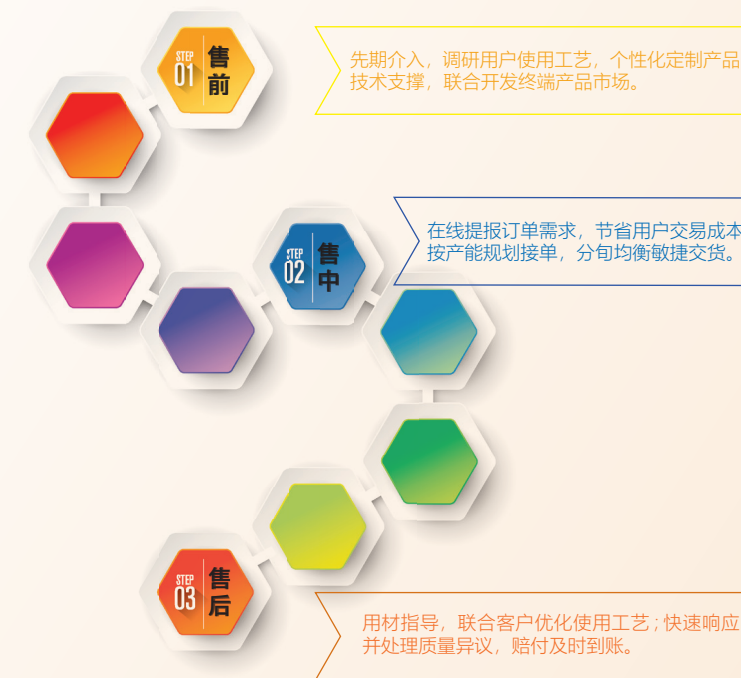 STEP
01
售
前
先期介入，调研用户使用工艺，个性化定制产品
技术支撑，联合开发终端产品市场。
STEP
02
售
中
在线提报订单需求，节省用户交易成本
按产能规划接单，分旬均衡敏捷交货。
STEP
03
售
后
用材指导，联合客户优化使用工艺；快速响应
并处理质量异议，赔付及时到账。